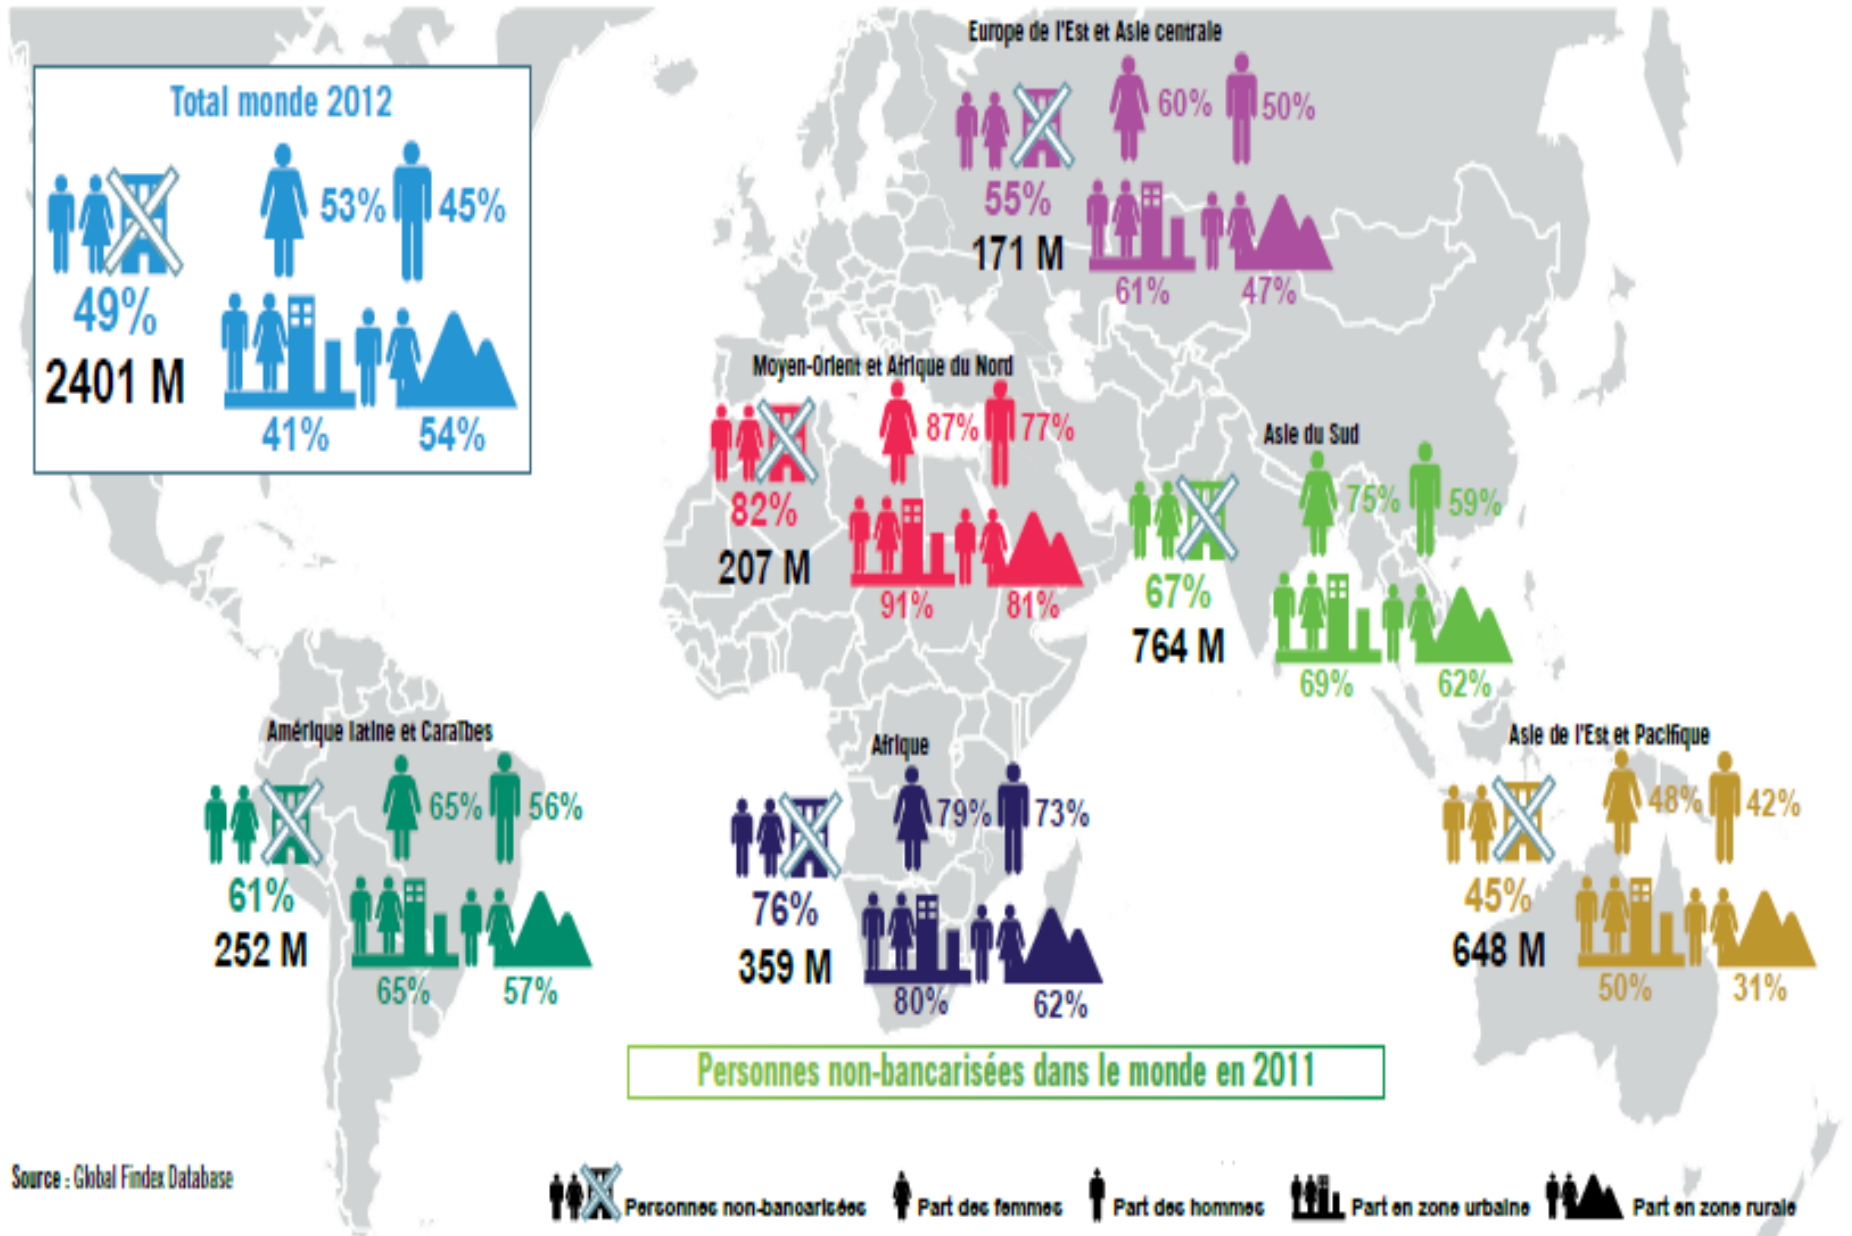 Europe de l'Est et Asie centrale
60% 50%
55%
171 M
61% 47%
Total monde 2012
53% 45%
49%
2401 M
41% 54%
Moyen-Orient et Afrique du Nord
87% 77%
82%
207 M
91% 81%
Asie du Sud
75% 59%
67%
764 M
69% 62%
Amérique latine et Caraïbes
65% 56%
61%
252 M
65% 57%
Afrique
79% 73%
76%
359 M
80% 62%
Asie de l'Est et Pacifique
48% 42%
45%
648 M
50% 31%
Personnes non-bancarisées dans le monde en 2011
Source : Global Findex Database
Personnes non-bancarisées Part des femmes Part des hommes Part en zone urbaine Part en zone rurale